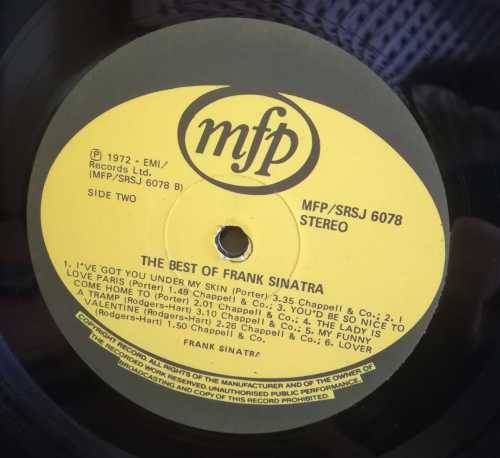 mfp
℗ 1972 - EMI/
Records Ltd.
(MFP/SRSJ 6078 B)
SIDE TWO
MFP/SRSJ 6078
STEREO
THE BEST OF FRANK SINATRA
1. I"VE GOT YOU UNDER MY SKIN (Porter) 3.35 Chappell & Co.; 2. I
LOVE PARIS (Porter) 1.49 Chappell & Co.; 3. YOU'D BE SO NICE TO
COME HOME TO (Porter) 2.01 Chappell & Co.; 4. THE LADY IS
A TRAMP (Rodgers-Hart) 3.10 Chappell & Co.; 5. MY FUNNY
VALENTINE (Rodgers-Hart) 2.26 Chappell & Co.; 6. LOVER
(Rodgers-Hart) 1.50 Chappell & Co.
FRANK SINATRA
COPYRIGHT RECORD. ALL RIGHTS OF THE MANUFACTURER AND OF THE OWNER OF
THE RECORDED WORK RESERVED. UNAUTHORISED PUBLIC PERFORMANCE,
BROADCASTING AND COPY OF THIS RECORD PROHIBITED.